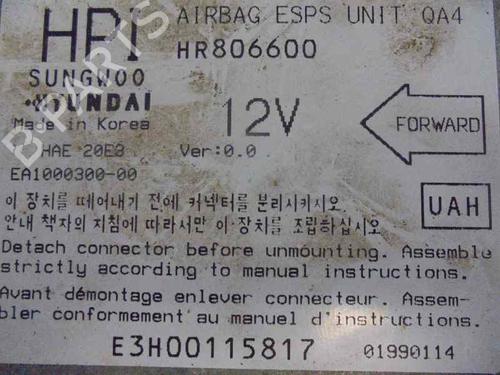 HPI AIRBAG ESPS UNIT QA4
HR806600
SUNGWOO
HYUNDAI
Made in Korea
12V
FORWARD
HAE 20E3 Ver:0.0
EA1000300-00
이 장치를 떼어내기 전에 커넥터를 분리시키시오.
안내 책자의 지침에 따라서만 이 장치를 조립하십시오.
UAH
Detach connector before unmounting. Assemble
strictly according to manual instructions.
Avant démontage enlever connecteur. Assem-
bler conformement au manuel d'instructions.
E3H00115817 01990114
B PARTS